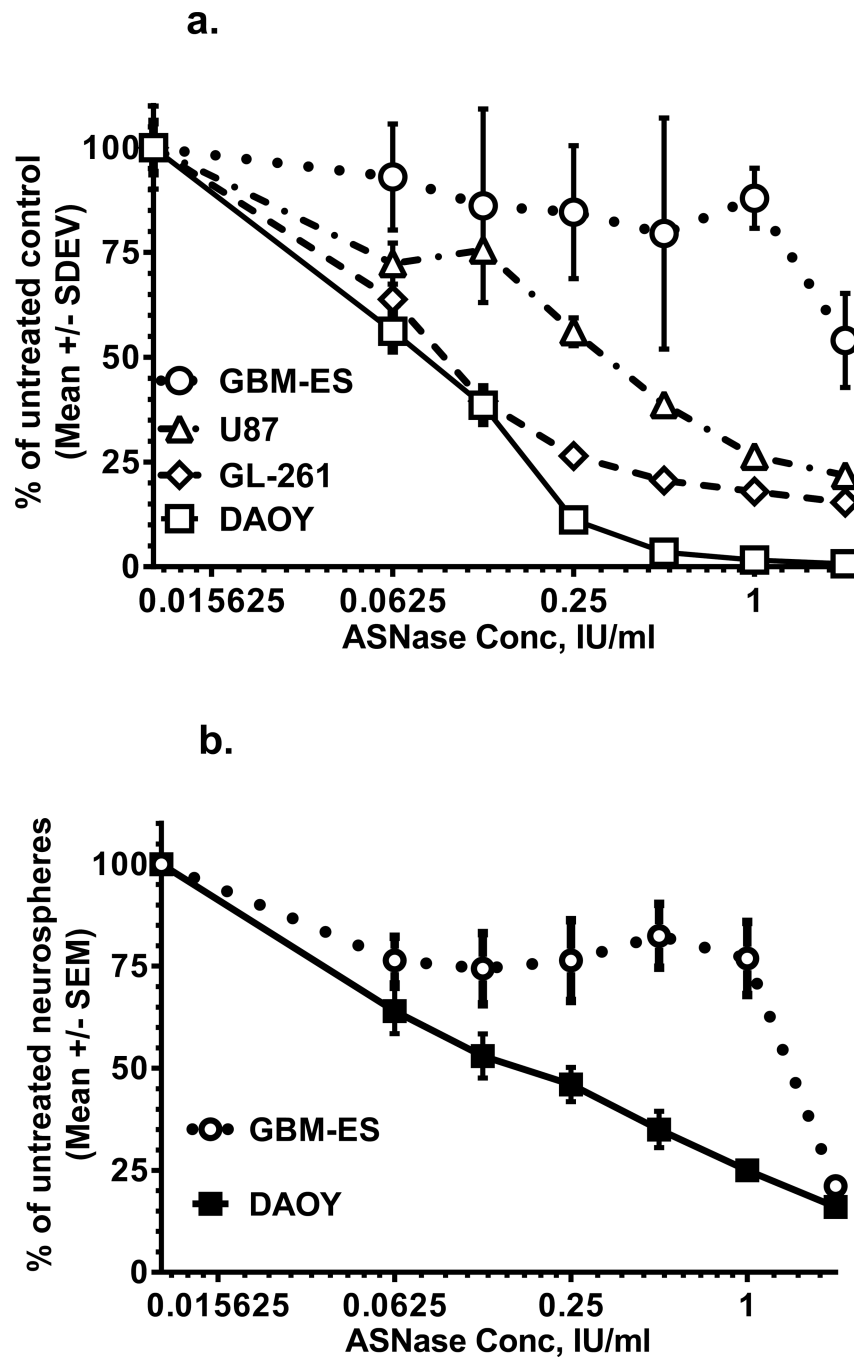 a.
% of untreated control
(Mean +/- SDEV)
100
75
50
25
0
GBM-ES
U87
GL-261
DAOY
0.015625 0.0625 0.25 1
ASNase Conc, IU/ml
b.
% of untreated neurospheres
(Mean +/- SEM)
100
75
50
25
0
GBM-ES
DAOY
0.015625 0.0625 0.25 1
ASNase Conc, IU/ml